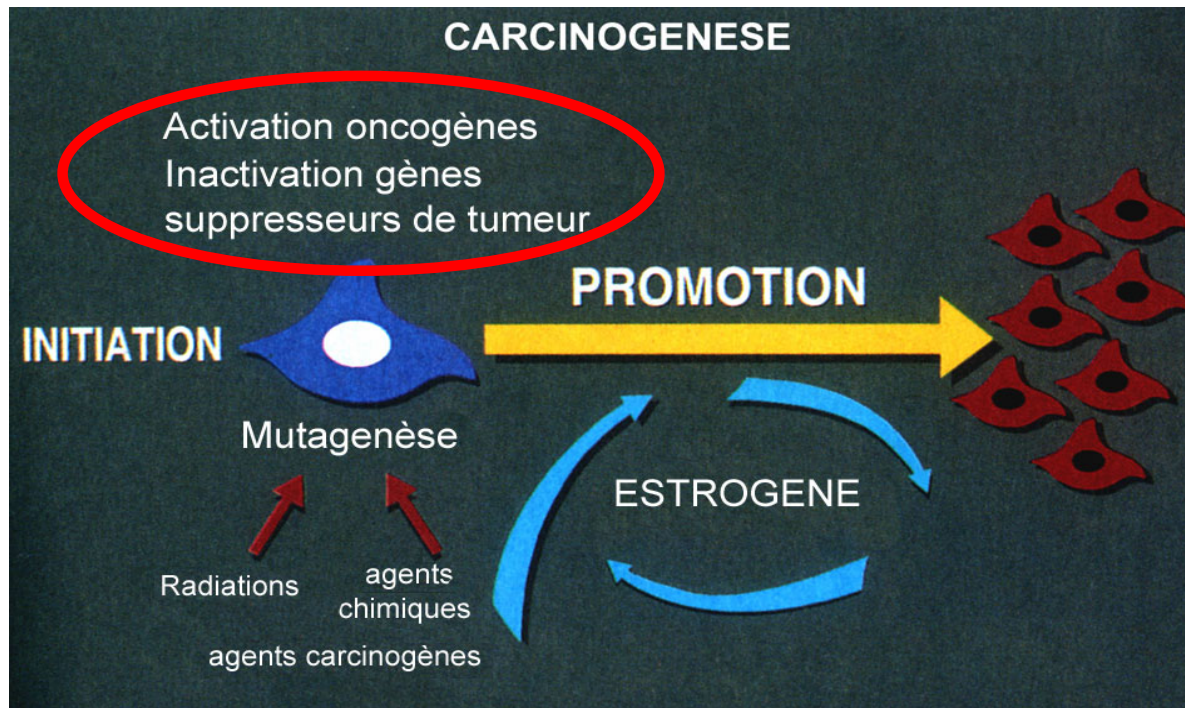 CARCINOGENESE
Activation oncogènes
Inactivation gènes
suppresseurs de tumeur
PROMOTION
INITIATION
Mutagenèse
ESTROGENE
Radiations
agents
chimiques
agents carcinogènes